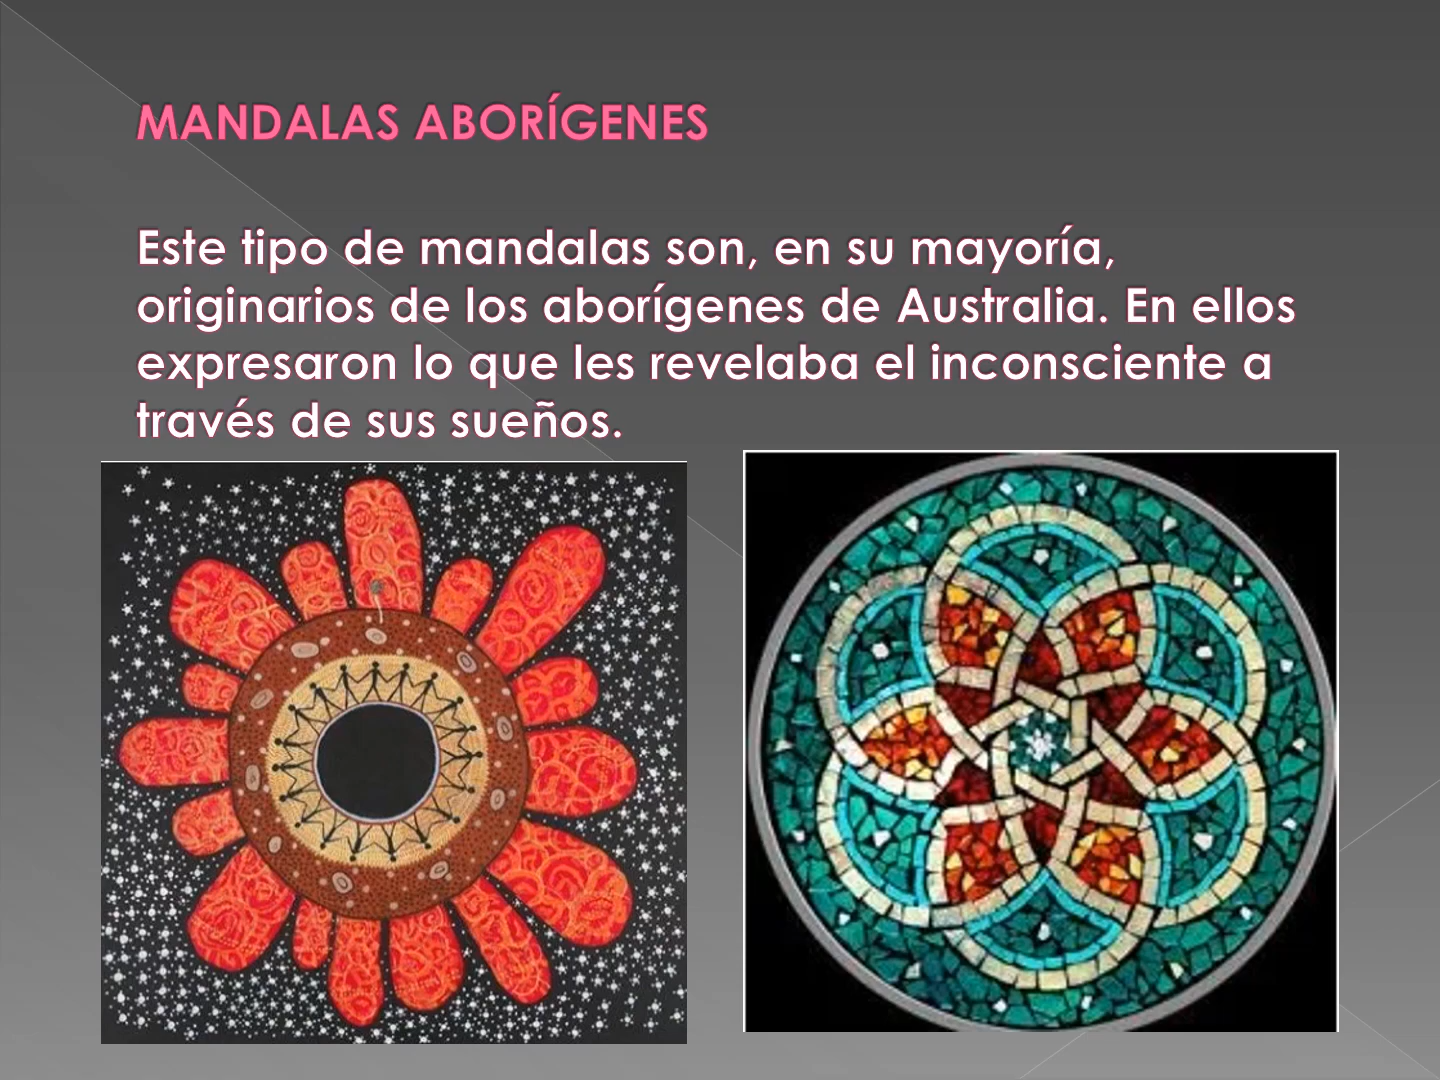 MANDALAS ABORÍGENES
Este tipo de mandalas son, en su mayoría,
originarios de los aborígenes de Australia. En ellos
expresaron lo que les revelaba el inconsciente a
través de sus sueños.